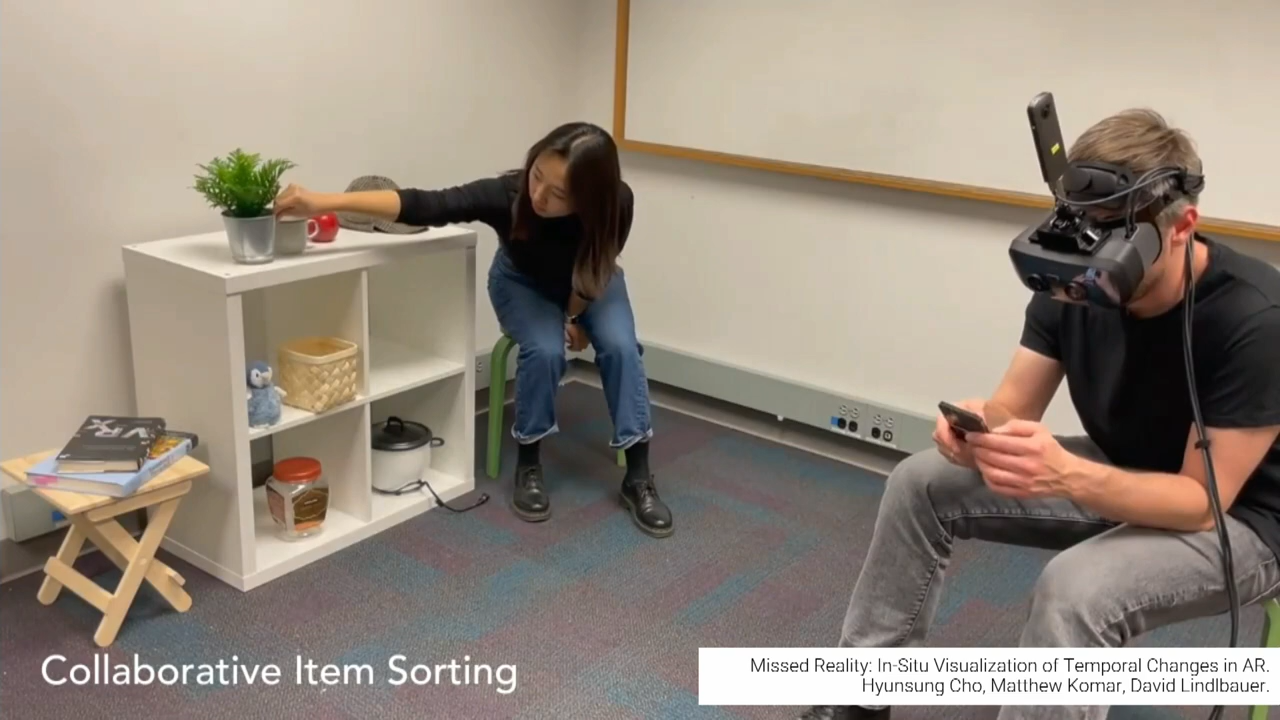 VRX
Collaborative Item Sorting
Missed Reality: In-Situ Visualization of Temporal Changes in AR.
Hyunsung Cho, Matthew Komar, David Lindlbauer.